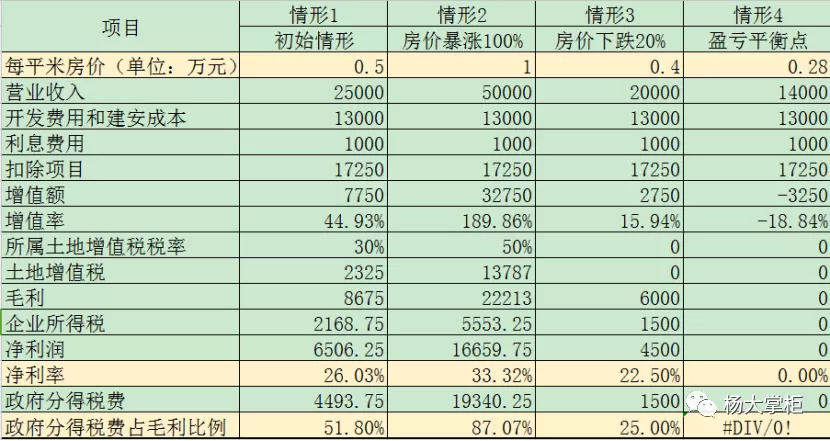 项目 情形1 情形2 情形3 情形4
初始情形 房价暴涨100% 房价下跌20% 盈亏平衡点
每平米房价（单位：万元） 0.5 1 0.4 0.28
营业收入 25000 50000 20000 14000
开发费用和建安成本 13000 13000 13000 13000
利息费用 1000 1000 1000 1000
扣除项目 17250 17250 17250 17250
增值额 7750 32750 2750 -3250
增值率 44.93% 189.86% 15.94% -18.84%
所属土地增值税税率 30% 50% 0 0
土地增值税 2325 13787 0 0
毛利 8675 22213 6000 0
企业所得税 2168.75 5553.25 1500 0
净利润 6506.25 16659.75 4500 0
净利率 26.03% 33.32% 22.50% 0.00%
政府分得税费 4493.75 19340.25 1500 0
政府分得税费占毛利比例 51.80% 87.07% 25.00% #DIV/0!
杨大掌柜